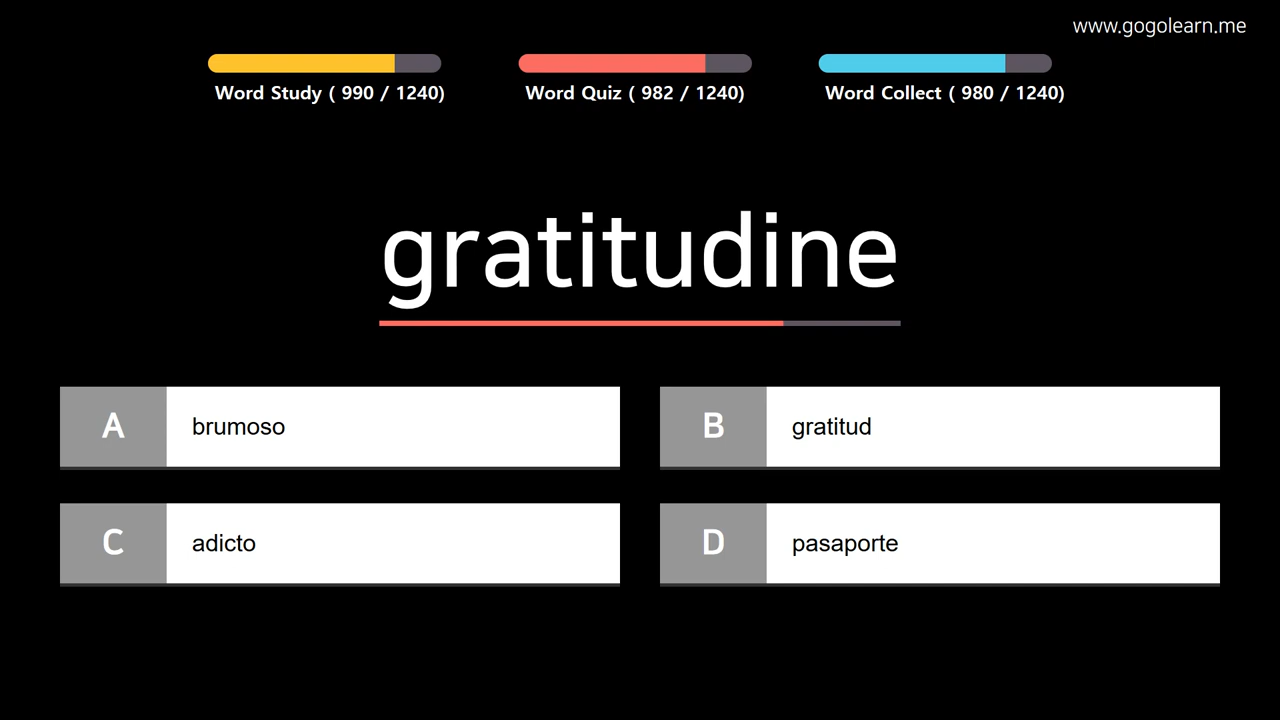 www.gogolearn.me
Word Study ( 990 / 1240)
Word Quiz ( 982 / 1240)
Word Collect ( 980 / 1240)
gratitudine
A brumoso
B gratitud
C adicto
D pasaporte